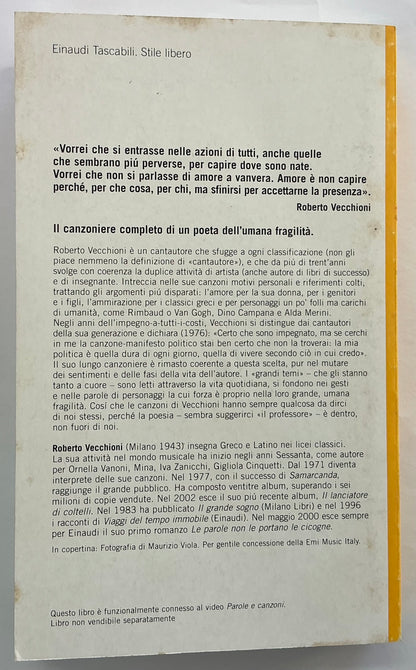 Einaudi Tascabili. Stile libero
«Vorrei che si entrasse nelle azioni di tutti, anche quelle
che sembrano piú perverse, per capire dove sono nate.
Vorrei che non si parlasse di amore a vanvera. Amore è non capire
perché, per che cosa, per chi, ma sfinirsi per accettarne la presenza».
Roberto Vecchioni
Il canzoniere completo di un poeta dell'umana fragilità.
Roberto Vecchioni è un cantautore che sfugge a ogni classificazione (non gli
piace nemmeno la definizione di «cantautore»), e che da piú di trent'anni
svolge con coerenza la duplice attività di artista (anche autore di libri di successo)
e di insegnante. Intreccia nelle sue canzoni motivi personali e riferimenti colti,
trattando gli argomenti piú disparati: l'amore per la sua donna, per i genitori
e i figli, l'ammirazione per i classici greci e per personaggi un po' folli ma carichi
di umanità, come Rimbaud o Van Gogh, Dino Campana e Alda Merini.
Negli anni dell'impegno-a-tutti-i-costi, Vecchioni si distingue dai cantautori
della sua generazione e dichiara (1976): «Certo che sono impegnato, ma se cerchi
in me la canzone-manifesto politico stai ben certo che non la troverai: la mia
politica è quella dura di ogni giorno, quella di vivere secondo ciò in cui credo».
Il suo lungo canzoniere è rimasto coerente a questa scelta, pur nel mutare
dei sentimenti e delle fasi della vita dell'autore. I «grandi temi» – che gli stanno
tanto a cuore – sono letti attraverso la vita quotidiana, si fondono nei gesti
e nelle parole di personaggi la cui forza è proprio nella loro grande, umana
fragilità. Cosí che le canzoni di Vecchioni hanno sempre qualcosa da dirci
di noi stessi, perché la poesia – sembra suggerirci «il professore» – è dentro,
non fuori di noi.
Roberto Vecchioni (Milano 1943) insegna Greco e Latino nei licei classici.
La sua attività nel mondo musicale ha inizio negli anni Sessanta, come autore
per Ornella Vanoni, Mina, Iva Zanicchi, Gigliola Cinquetti. Dal 1971 diventa
interprete delle sue canzoni. Nel 1977, con il successo di Samarcanda,
raggiunge il grande pubblico. Ha composto ventitre album, superando i sei
milioni di copie vendute. Nel 2002 esce il suo piú recente album, Il lanciatore
di coltelli. Nel 1983 ha pubblicato Il grande sogno (Milano Libri) e nel 1996
i racconti di Viaggi del tempo immobile (Einaudi). Nel maggio 2000 esce sempre
per Einaudi il suo primo romanzo Le parole non le portano le cicogne.
In copertina: Fotografia di Maurizio Viola. Per gentile concessione della Emi Music Italy.
Questo libro è funzionalmente connesso al video Parole e canzoni.
Libro non vendibile separatamente